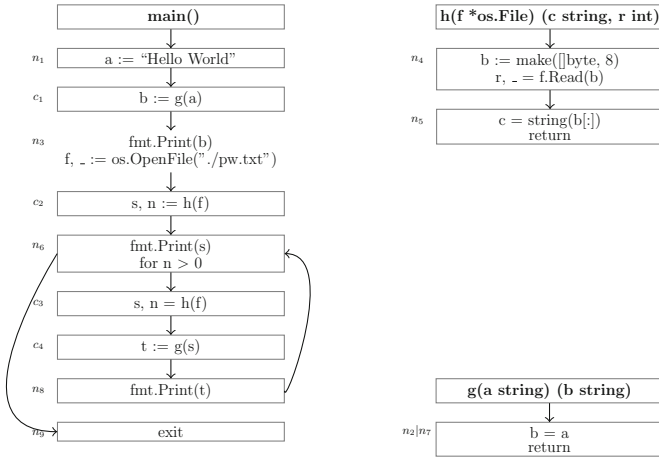 main()
n1
a := “Hello World”
c1
b := g(a)
n3
fmt.Print(b)
f, _ := os.OpenFile("./pw.txt")
c2
s, n := h(f)
n6
fmt.Print(s)
for n > 0
c3
s, n = h(f)
c4
t := g(s)
n8
fmt.Print(t)
n9
exit
h(f *os.File) (c string, r int)
n4
b := make([]byte, 8)
r, _ = f.Read(b)
n5
c = string(b[:])
return
g(a string) (b string)
n2|n7
b = a
return